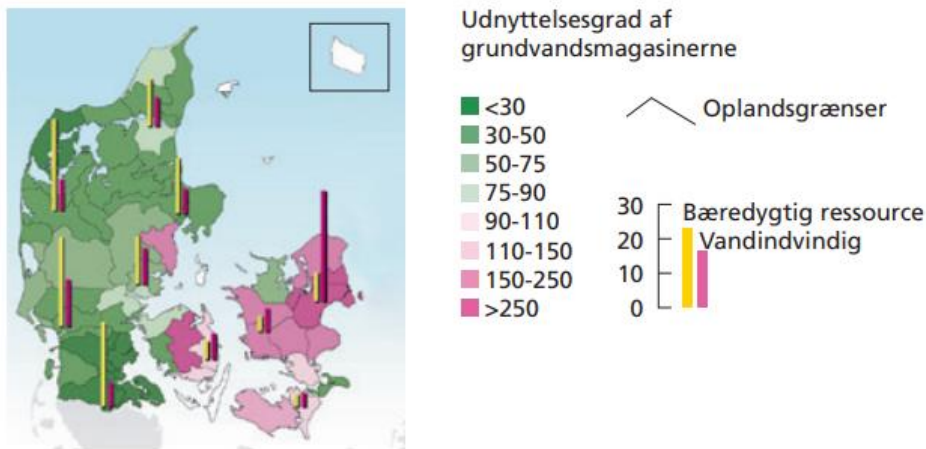 Udnyttelsesgrad af
grundvandsmagasinerne
<30
30-50
50-75
75-90
90-110
110-150
150-250
>250
Oplandsgrænser
30
20
10
0
Bæredygtig ressource
Vandindvindig